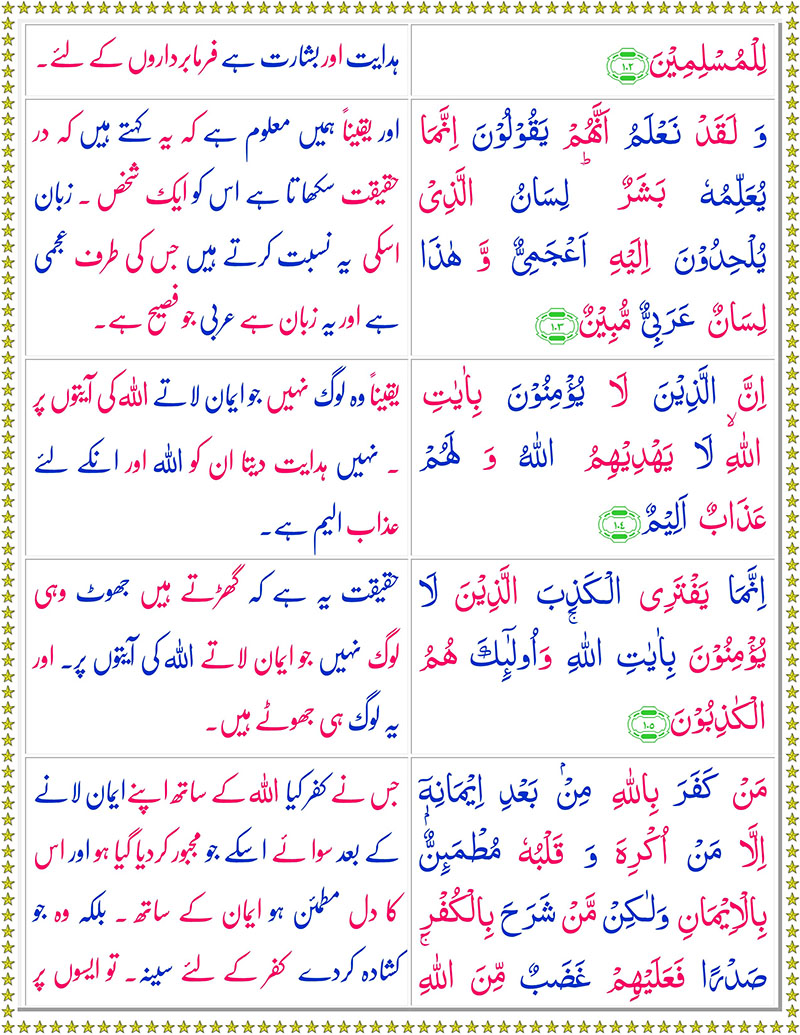 لِلْمُسْلِمِيْنَ ١٠٢
ہدایت اور بشارت ہے فرمابرداروں کے لئے۔
وَ لَقَدْ نَعْلَمُ اَنَّهُمْ يَقُوْلُوْنَ اِنَّمَا
يُعَلِّمُهٗ بَشَرٌ ؕ لِسَانُ الَّذِىْ
يُلْحِدُوْنَ اِلَيْهِ اَعْجَمِىٌّ وَّ هٰذَا
لِسَانٌ عَرَبِىٌّ مُّبِيْنٌ ١٠٣
اور یقیناً ہمیں معلوم ہے کہ یہ کہتے ہیں کہ در
حقیقت سکھاتا ہے اس کو ایک شخص ۔ زبان
اسکی یہ نسبت کرتے ہیں جس کی طرف عجمی
ہے اور یہ زبان ہے عربی جو فصیح ہے۔
اِنَّ الَّذِيْنَ لَا يُؤْمِنُوْنَ بِاٰيٰتِ
اللّٰهِ ۙ لَا يَهْدِيْهِمُ اللّٰهُ وَ لَهُمْ
عَذَابٌ اَلِيْمٌ ١٠٤
یقیناً وہ لوگ نہیں جو ایمان لاتے اللہ کی آیتوں پر
۔ نہیں ہدایت دیتا ان کو اللہ اور انکے لئے
عذاب الیم ہے۔
اِنَّمَا يَفْتَرِى الْكَذِبَ الَّذِيْنَ لَا
يُؤْمِنُوْنَ بِاٰيٰتِ اللّٰهِ ۚ وَاُولٰٓٮِٕكَ هُمُ
الْكٰذِبُوْنَ ١٠٥
حقیقت یہ ہے کہ گھڑتے ہیں جھوٹ وہی
لوگ نہیں جو ایمان لاتے اللہ کی آیتوں پر۔ اور
یہ لوگ ہی جھوٹے ہیں۔
مَنْ كَفَرَ بِاللّٰهِ مِنْۢ بَعْدِ اِيْمَانِهٖۤ
اِلَّا مَنْ اُكْرِهَ وَ قَلْبُهٗ مُطْمَٮِٕنٌّۢ
بِالْاِيْمَانِ وَلٰكِنْ مَّنْ شَرَحَ بِالْكُفْرِ
صَدْرًا فَعَلَيْهِمْ غَضَبٌ مِّنَ اللّٰهِ ۚ
جس نے کفر کیا اللہ کے ساتھ اپنے ایمان لانے
کے بعد سوائے اسکے جو مجبور کردیا گیا ہو اور اس
کا دل مطمئن ہو ایمان کے ساتھ ۔ بلکہ وہ جو
کشادہ کردے کفر کے لئے سینہ۔ تو ایسوں پر